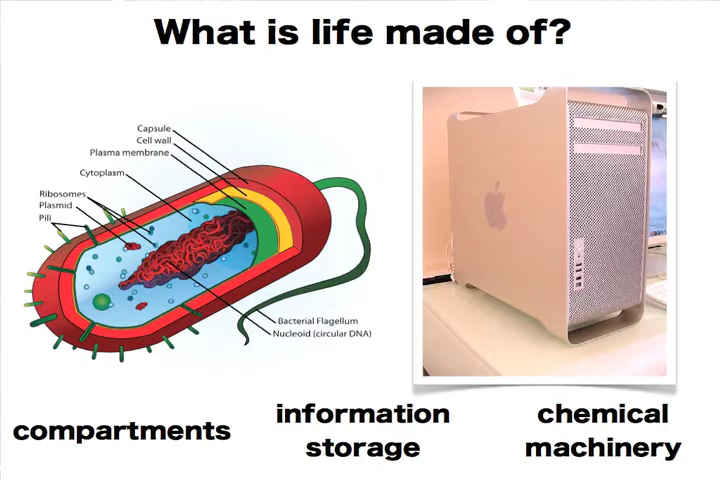 What is life made of?
Capsule
Cell wall
Plasma membrane
Cytoplasm
Ribosomes
Plasmid
Pili
Bacterial Flagellum
Nucleoid (circular DNA)
compartments
information
storage
chemical
machinery